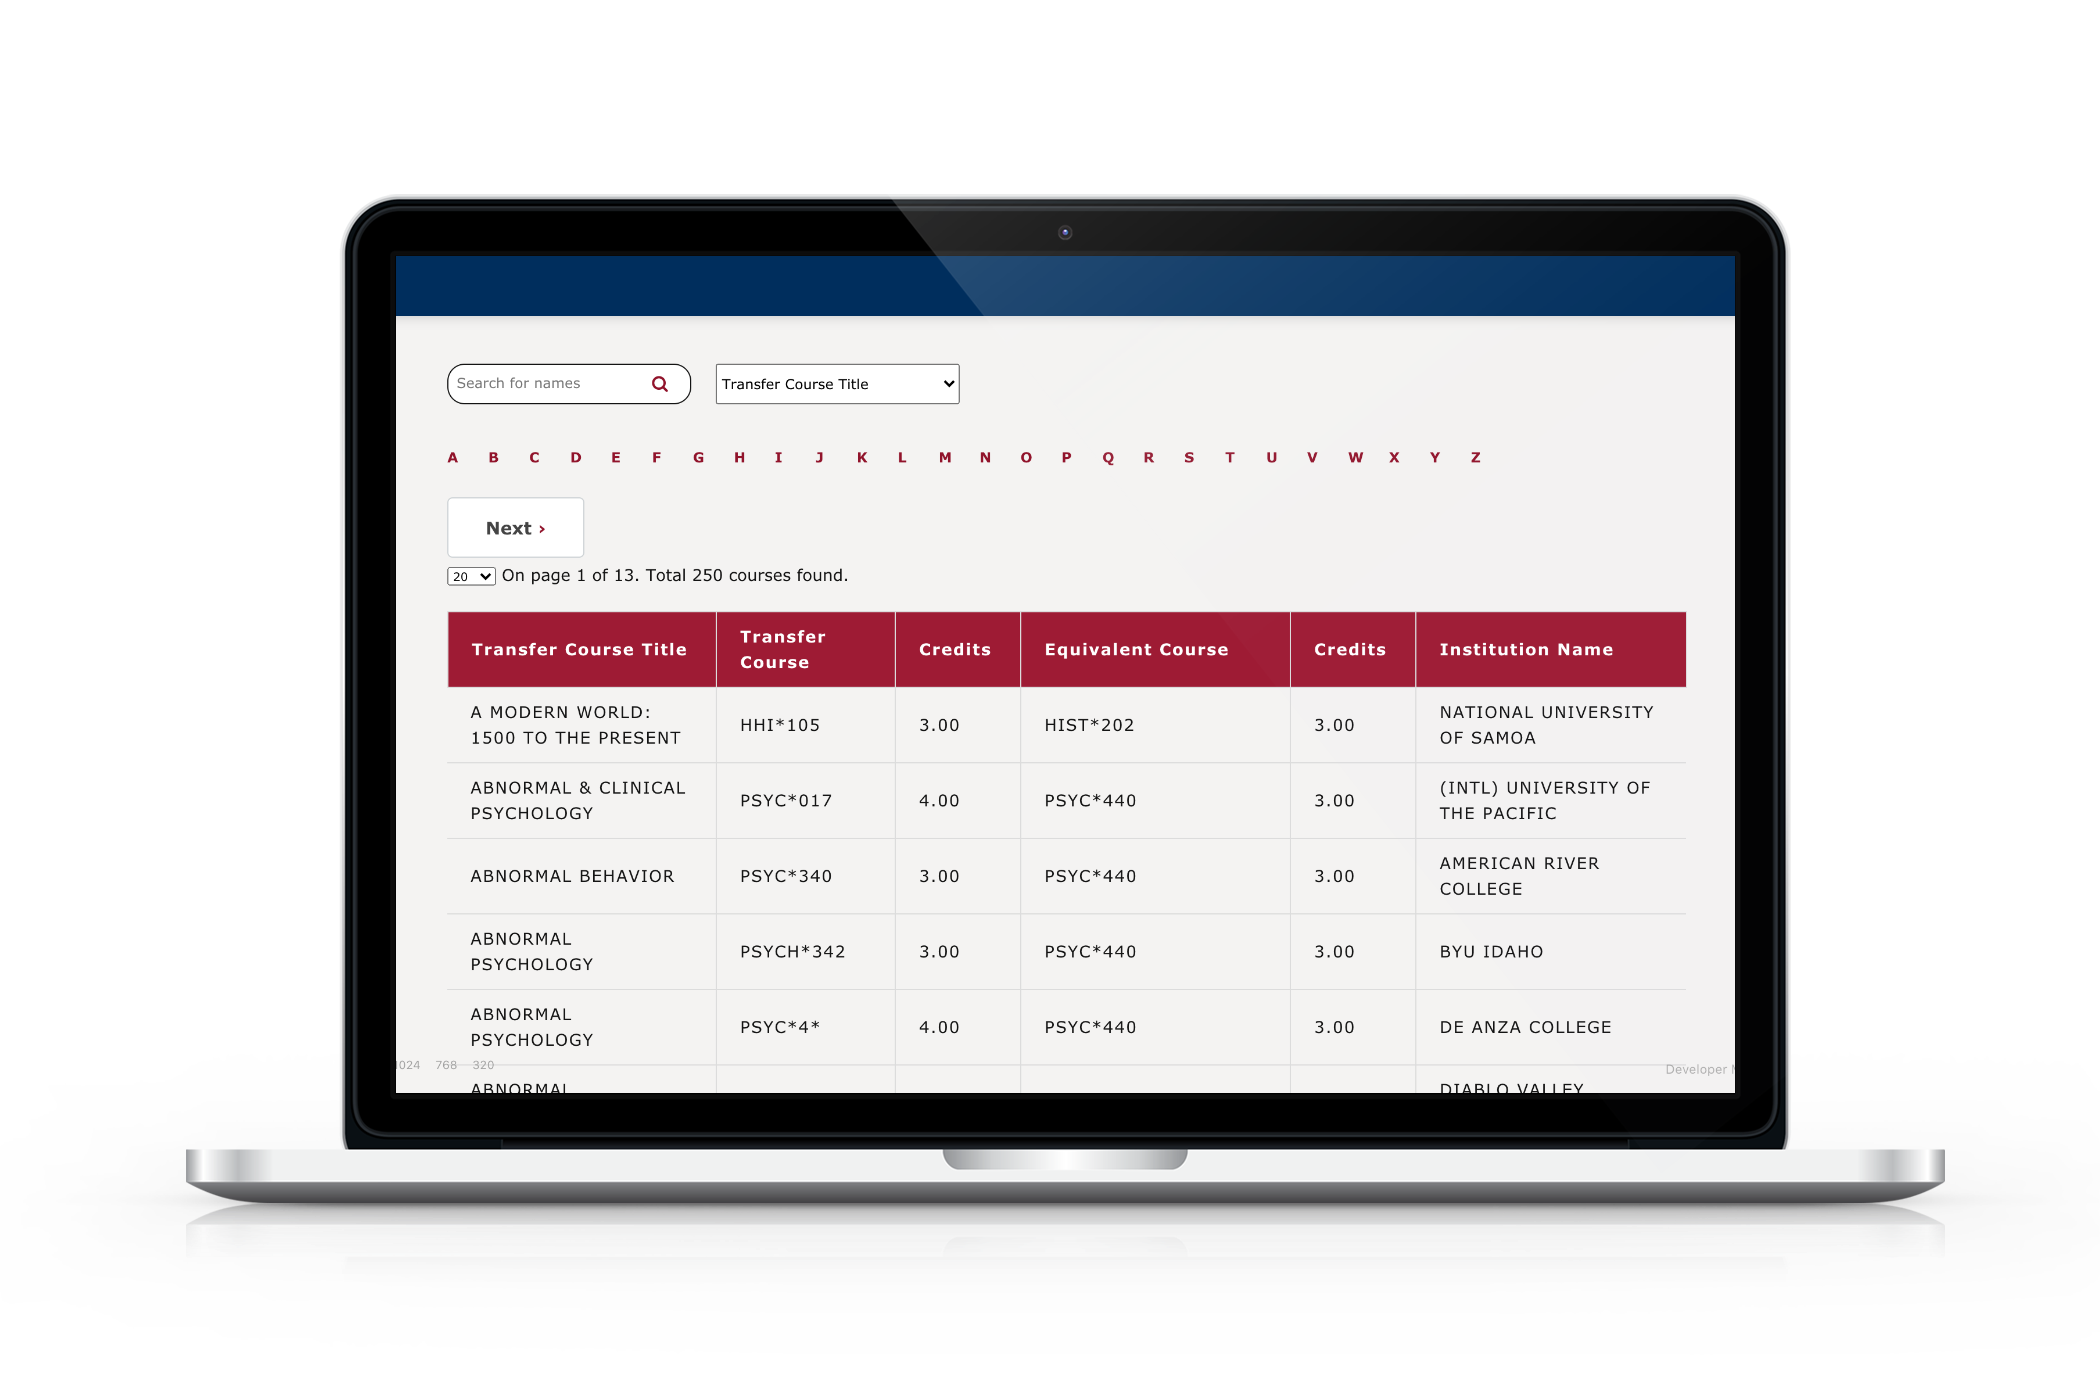 Search for names
Transfer Course Title
A B C D E F G H I J K L M N O P Q R S T U V W X Y Z
Next ›
20 On page 1 of 13. Total 250 courses found.
Transfer Course Title
Transfer
Course
Credits
Equivalent Course
Credits
Institution Name
A MODERN WORLD:
1500 TO THE PRESENT
HHI*105
3.00
HIST*202
3.00
NATIONAL UNIVERSITY
OF SAMOA
ABNORMAL & CLINICAL
PSYCHOLOGY
PSYC*017
4.00
PSYC*440
3.00
(INTL) UNIVERSITY OF
THE PACIFIC
ABNORMAL BEHAVIOR
PSYC*340
3.00
PSYC*440
3.00
AMERICAN RIVER
COLLEGE
ABNORMAL
PSYCHOLOGY
PSYCH*342
3.00
PSYC*440
3.00
BYU IDAHO
ABNORMAL
PSYCHOLOGY
PSYC*4*
4.00
PSYC*440
3.00
DE ANZA COLLEGE
1024 768 320
Developer
ABNORMAL
DIABLO VALLEY